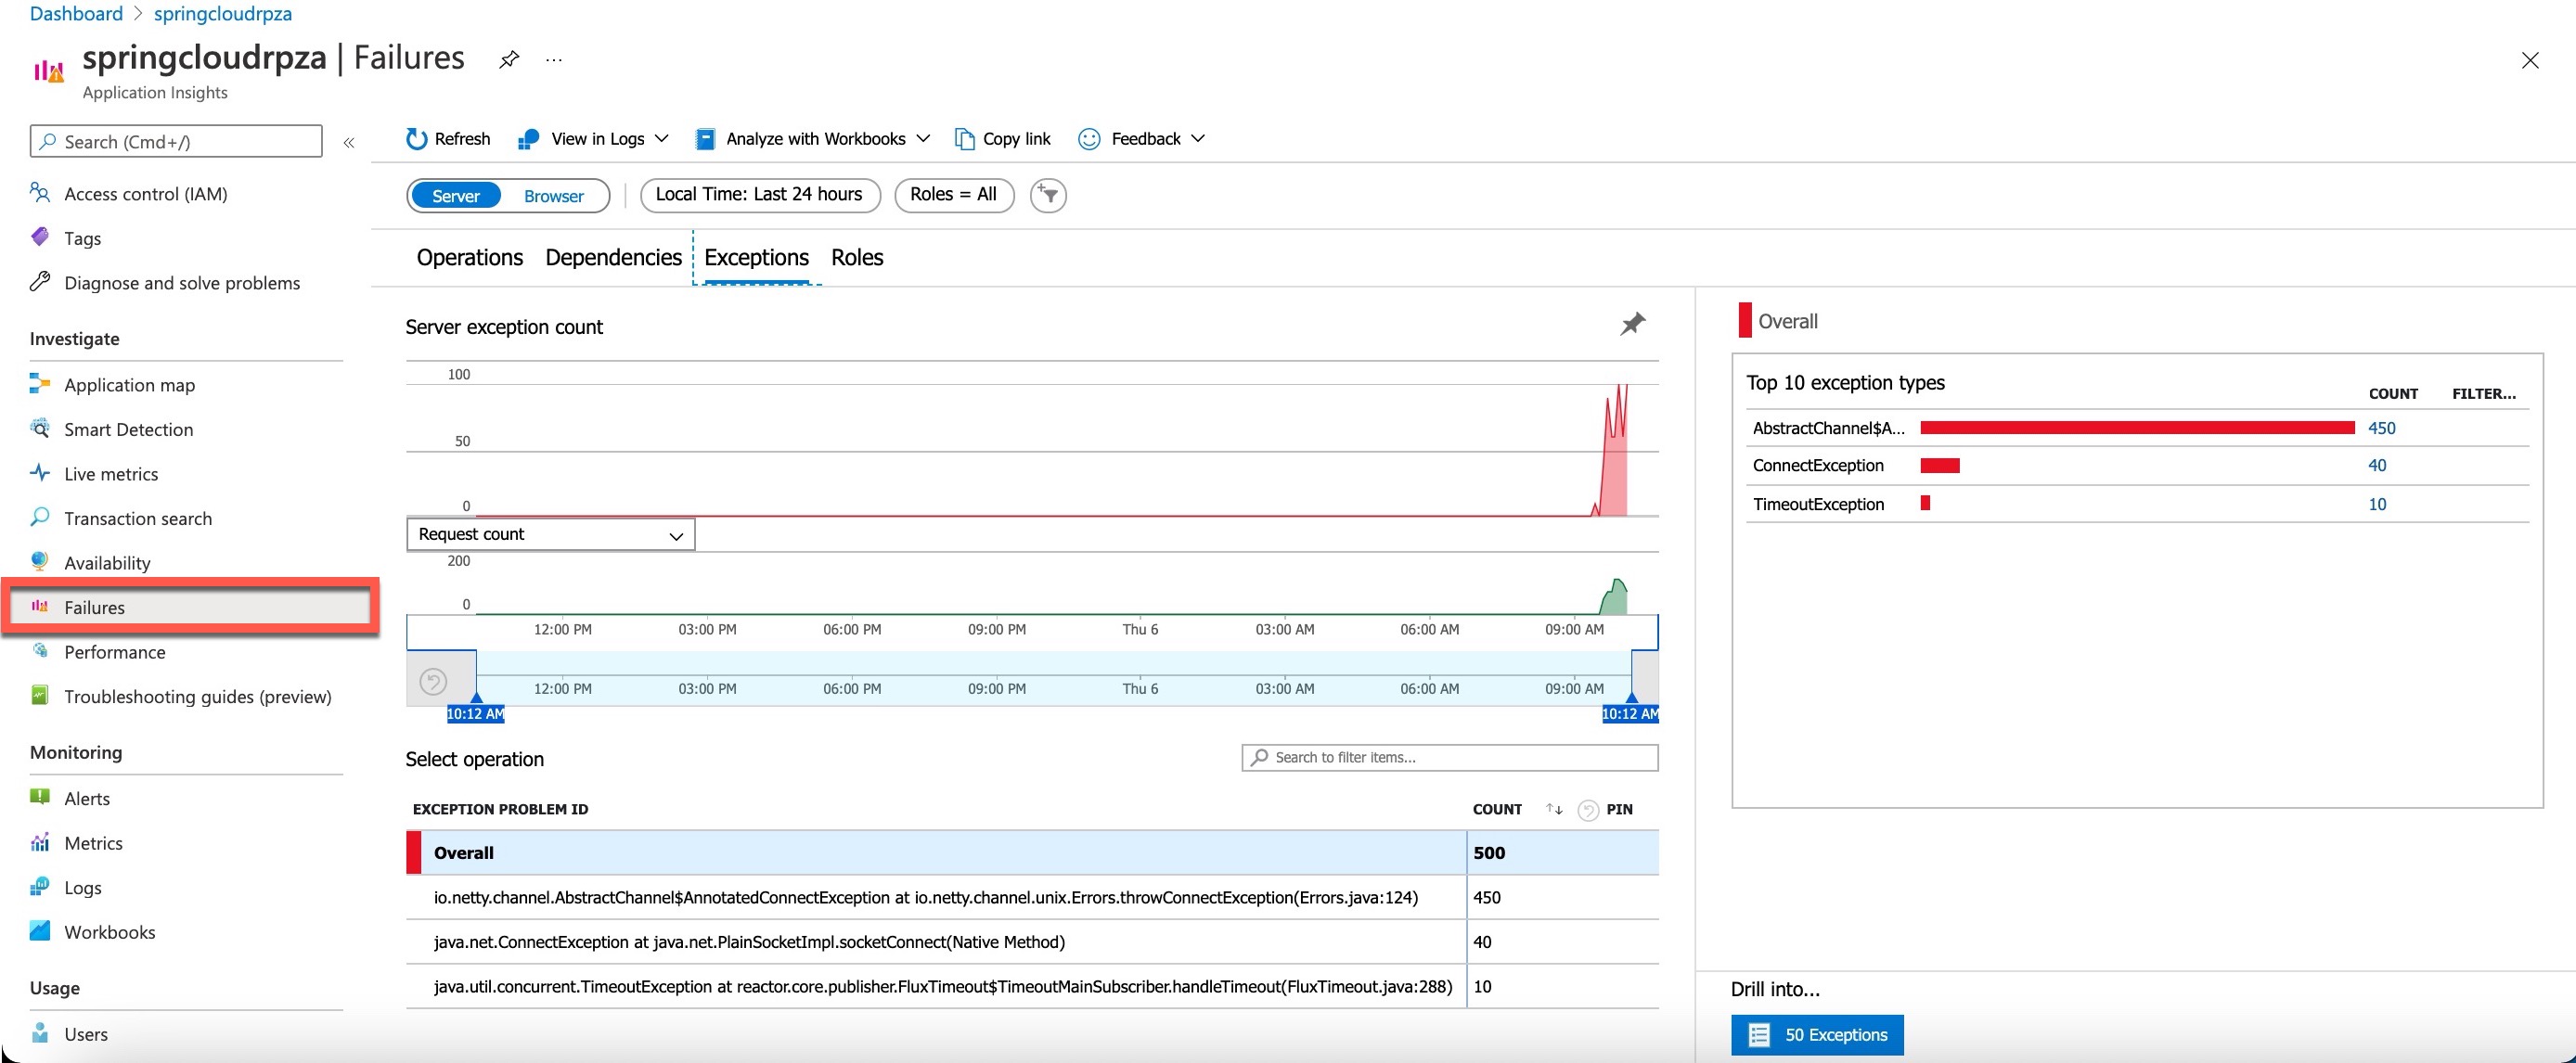 Dashboard > springcloudrpza
springcloudrpza | Failures ...
Application Insights
Search (Cmd+/)
«
Access control (IAM)
Tags
Diagnose and solve problems
Investigate
Application map
Smart Detection
Live metrics
Transaction search
Availability
Failures
Performance
Troubleshooting guides (preview)
Monitoring
Alerts
Metrics
Logs
Workbooks
Usage
Users
Refresh View in Logs Analyze with Workbooks Copy link Feedback
Server Browser Local Time: Last 24 hours Roles = All
Operations Dependencies Exceptions Roles
Server exception count
100
50
0
Request count
200
0
12:00 PM 03:00 PM 06:00 PM 09:00 PM Thu 6 03:00 AM 06:00 AM 09:00 AM
12:00 PM 03:00 PM 06:00 PM 09:00 PM Thu 6 03:00 AM 06:00 AM 09:00 AM
10:12 AM 10:12 AM
Select operation Search to filter items...
EXCEPTION PROBLEM ID COUNT ↑↓ PIN
Overall 500
io.netty.channel.AbstractChannel$AnnotatedConnectException at io.netty.channel.unix.Errors.throwConnectException(Errors.java:124) 450
java.net.ConnectException at java.net.PlainSocketImpl.socketConnect(Native Method) 40
java.util.concurrent.TimeoutException at reactor.core.publisher.FluxTimeout$TimeoutMainSubscriber.handleTimeout(FluxTimeout.java:288) 10
Overall
Top 10 exception types
COUNT FILTER...
AbstractChannel$A... 450
ConnectException 40
TimeoutException 10
Drill into...
50 Exceptions